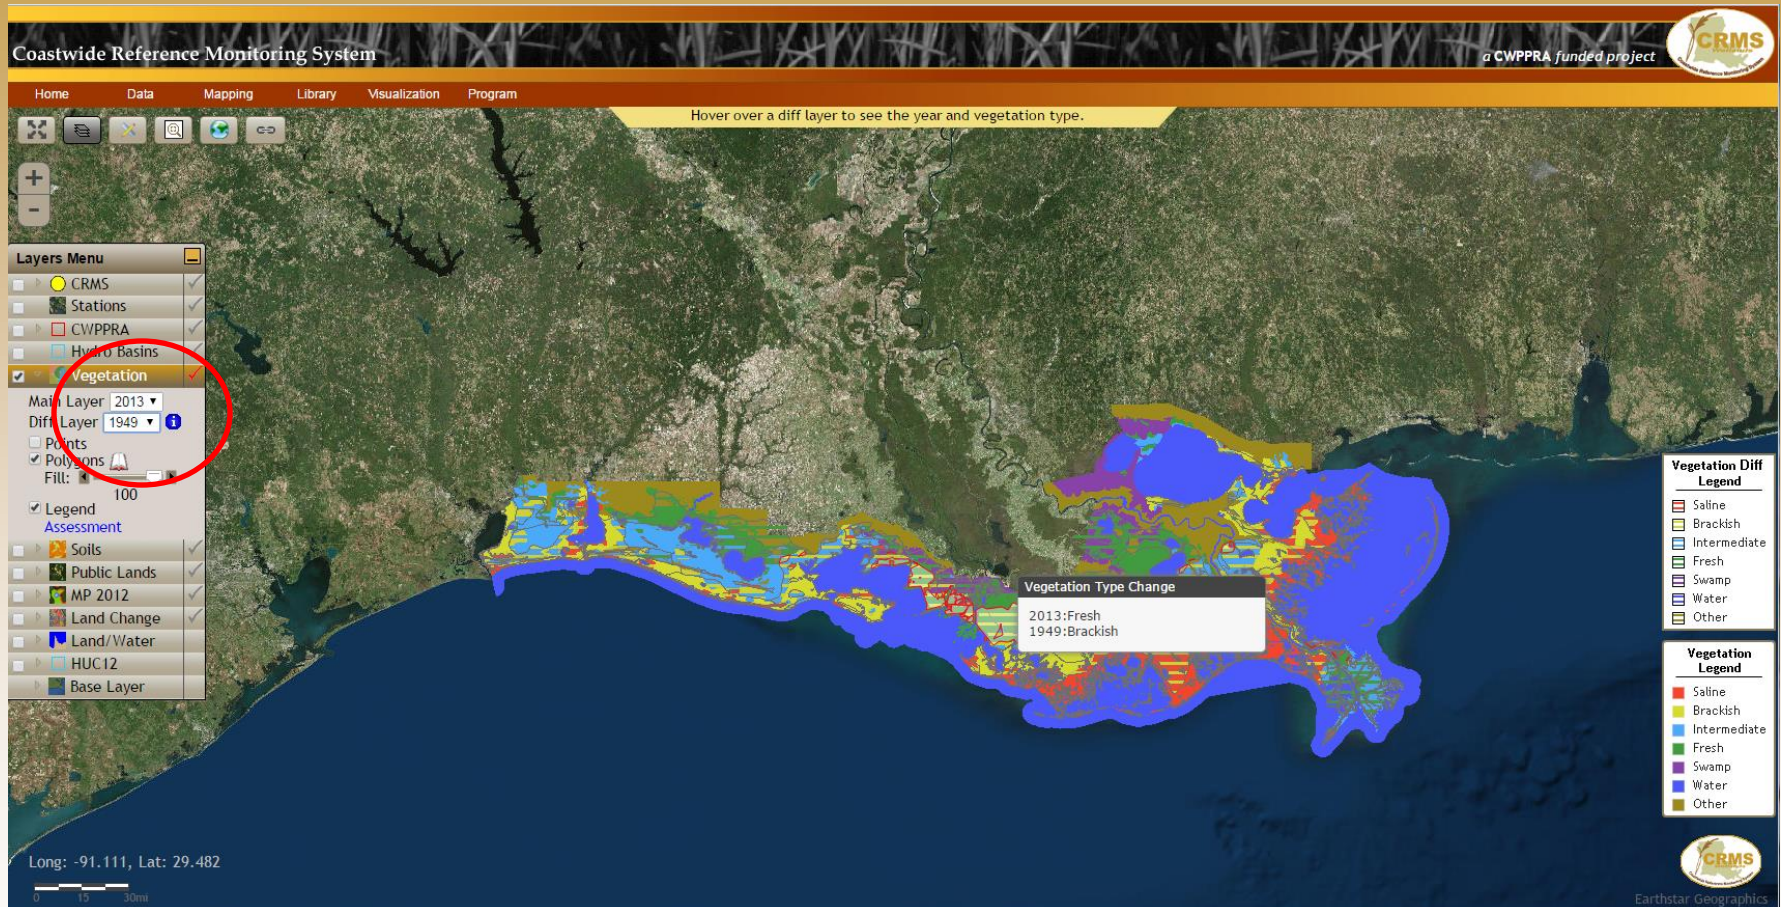 Coastwide Reference Monitoring System
a CWPPRA funded project
CRMS
Home Data Mapping Library Visualization Program
Hover over a diff layer to see the year and vegetation type.
+
-
Layers Menu
CRMS
Stations
CWPPRA
Hydro Basins
Vegetation
Main Layer 2013
Diff Layer 1949
Points
Polygons
Fill:
100
Legend
Assessment
Soils
Public Lands
MP 2012
Land Change
Land/Water
HUC12
Base Layer
Vegetation Type Change
2013:Fresh
1949:Brackish
Vegetation Diff
Legend
Saline
Brackish
Intermediate
Fresh
Swamp
Water
Other
Vegetation
Legend
Saline
Brackish
Intermediate
Fresh
Swamp
Water
Other
Long: -91.111, Lat: 29.482
0 15 30mi
CRMS
Earthstar Geographics